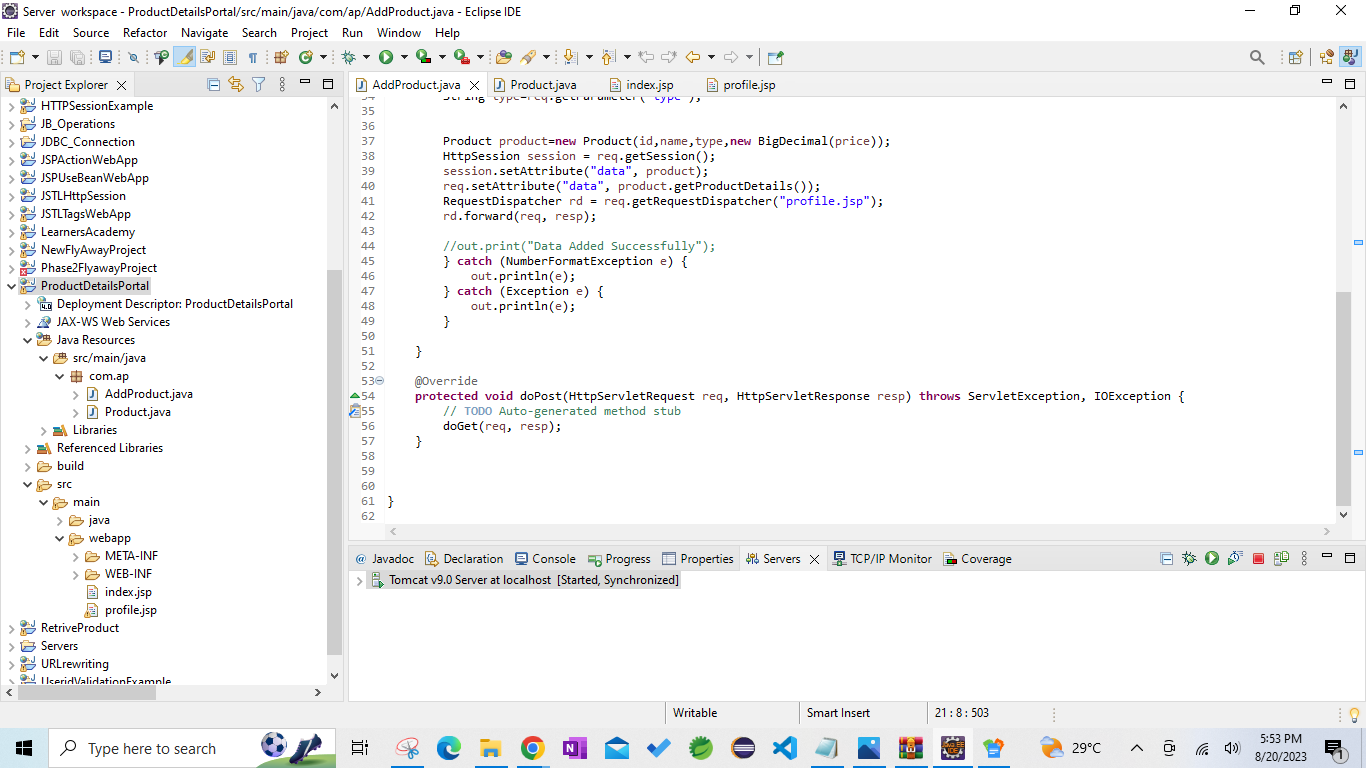 Server workspace - ProductDetailsPortal/src/main/java/com/ap/AddProduct.java - Eclipse IDE
File Edit Source Refactor Navigate Search Project Run Window Help
Project Explorer
HTTPSessionExample
JB_Operations
JDBC_Connection
JSPActionWebApp
JSPUseBeanWebApp
JSTLHttpSession
JSTLTagsWebApp
LearnersAcademy
NewFlyAwayProject
Phase2FlyawayProject
ProductDetailsPortal
Deployment Descriptor: ProductDetailsPortal
JAX-WS Web Services
Java Resources
src/main/java
com.ap
AddProduct.java
Product.java
Libraries
Referenced Libraries
build
src
main
java
webapp
META-INF
WEB-INF
index.jsp
profile.jsp
RetriveProduct
Servers
URLrewriting
UseridValidationExample
AddProduct.java Product.java index.jsp profile.jsp
34 String type=req.getParameter("type");
35
36
37 Product product=new Product(id,name,type,new BigDecimal(price));
38 HttpSession session = req.getSession();
39 session.setAttribute("data", product);
40 req.setAttribute("data", product.getProductDetails());
41 RequestDispatcher rd = req.getRequestDispatcher("profile.jsp");
42 rd.forward(req, resp);
43
44 //out.print("Data Added Successfully");
45 } catch (NumberFormatException e) {
46 out.println(e);
47 } catch (Exception e) {
48 out.println(e);
49 }
50
51 }
52
53 @Override
54 protected void doPost(HttpServletRequest req, HttpServletResponse resp) throws ServletException, IOException {
55 // TODO Auto-generated method stub
56 doGet(req, resp);
57 }
58
59
60
61 }
62
@ Javadoc Declaration Console Progress Properties Servers TCP/IP Monitor Coverage
Tomcat v9.0 Server at localhost [Started, Synchronized]
Writable Smart Insert 21 : 8 : 503
Type here to search
29°C
5:53 PM
8/20/2023
1